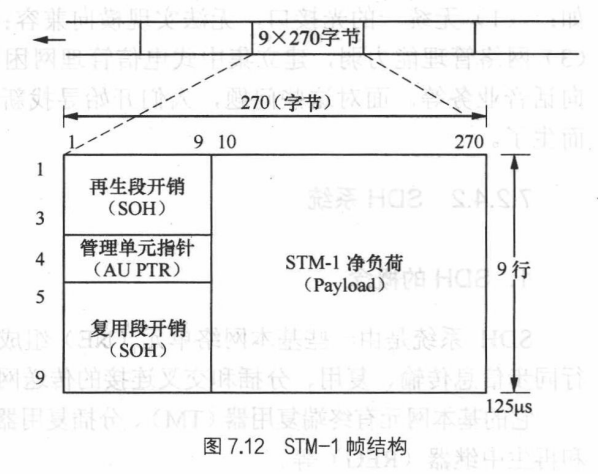 9×270字节
270(字节)
1 9 10 270
1
再生段开销
(SOH)
3
4
管理单元指针
(AU PTR)
STM-1 净负荷
(Payload)
9 行
5
复用段开销
(SOH)
9
125μs
图 7.12 STM-1 帧结构